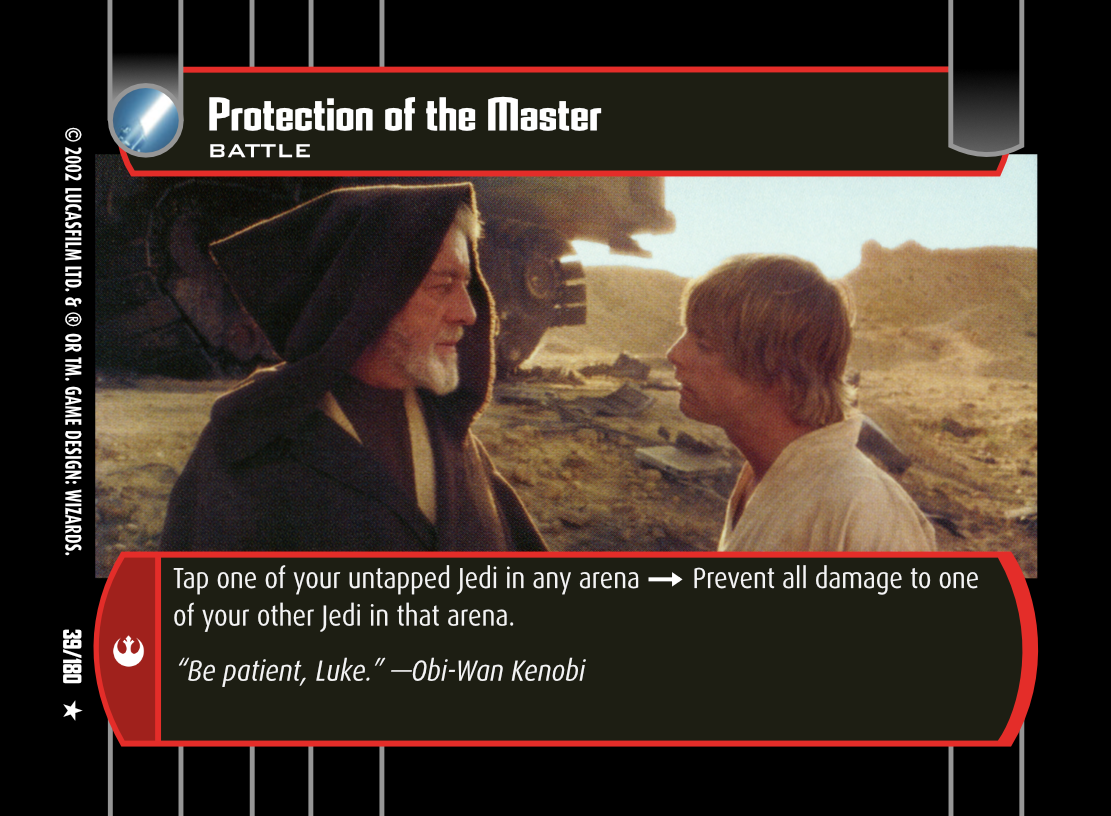 Protection of the Master
BATTLE
Tap one of your untapped Jedi in any arena → Prevent all damage to one
of your other Jedi in that arena.
“Be patient, Luke.” —Obi-Wan Kenobi
© 2002 LUCASFILM LTD. & ® OR TM. GAME DESIGN: WIZARDS.
39/180 ★